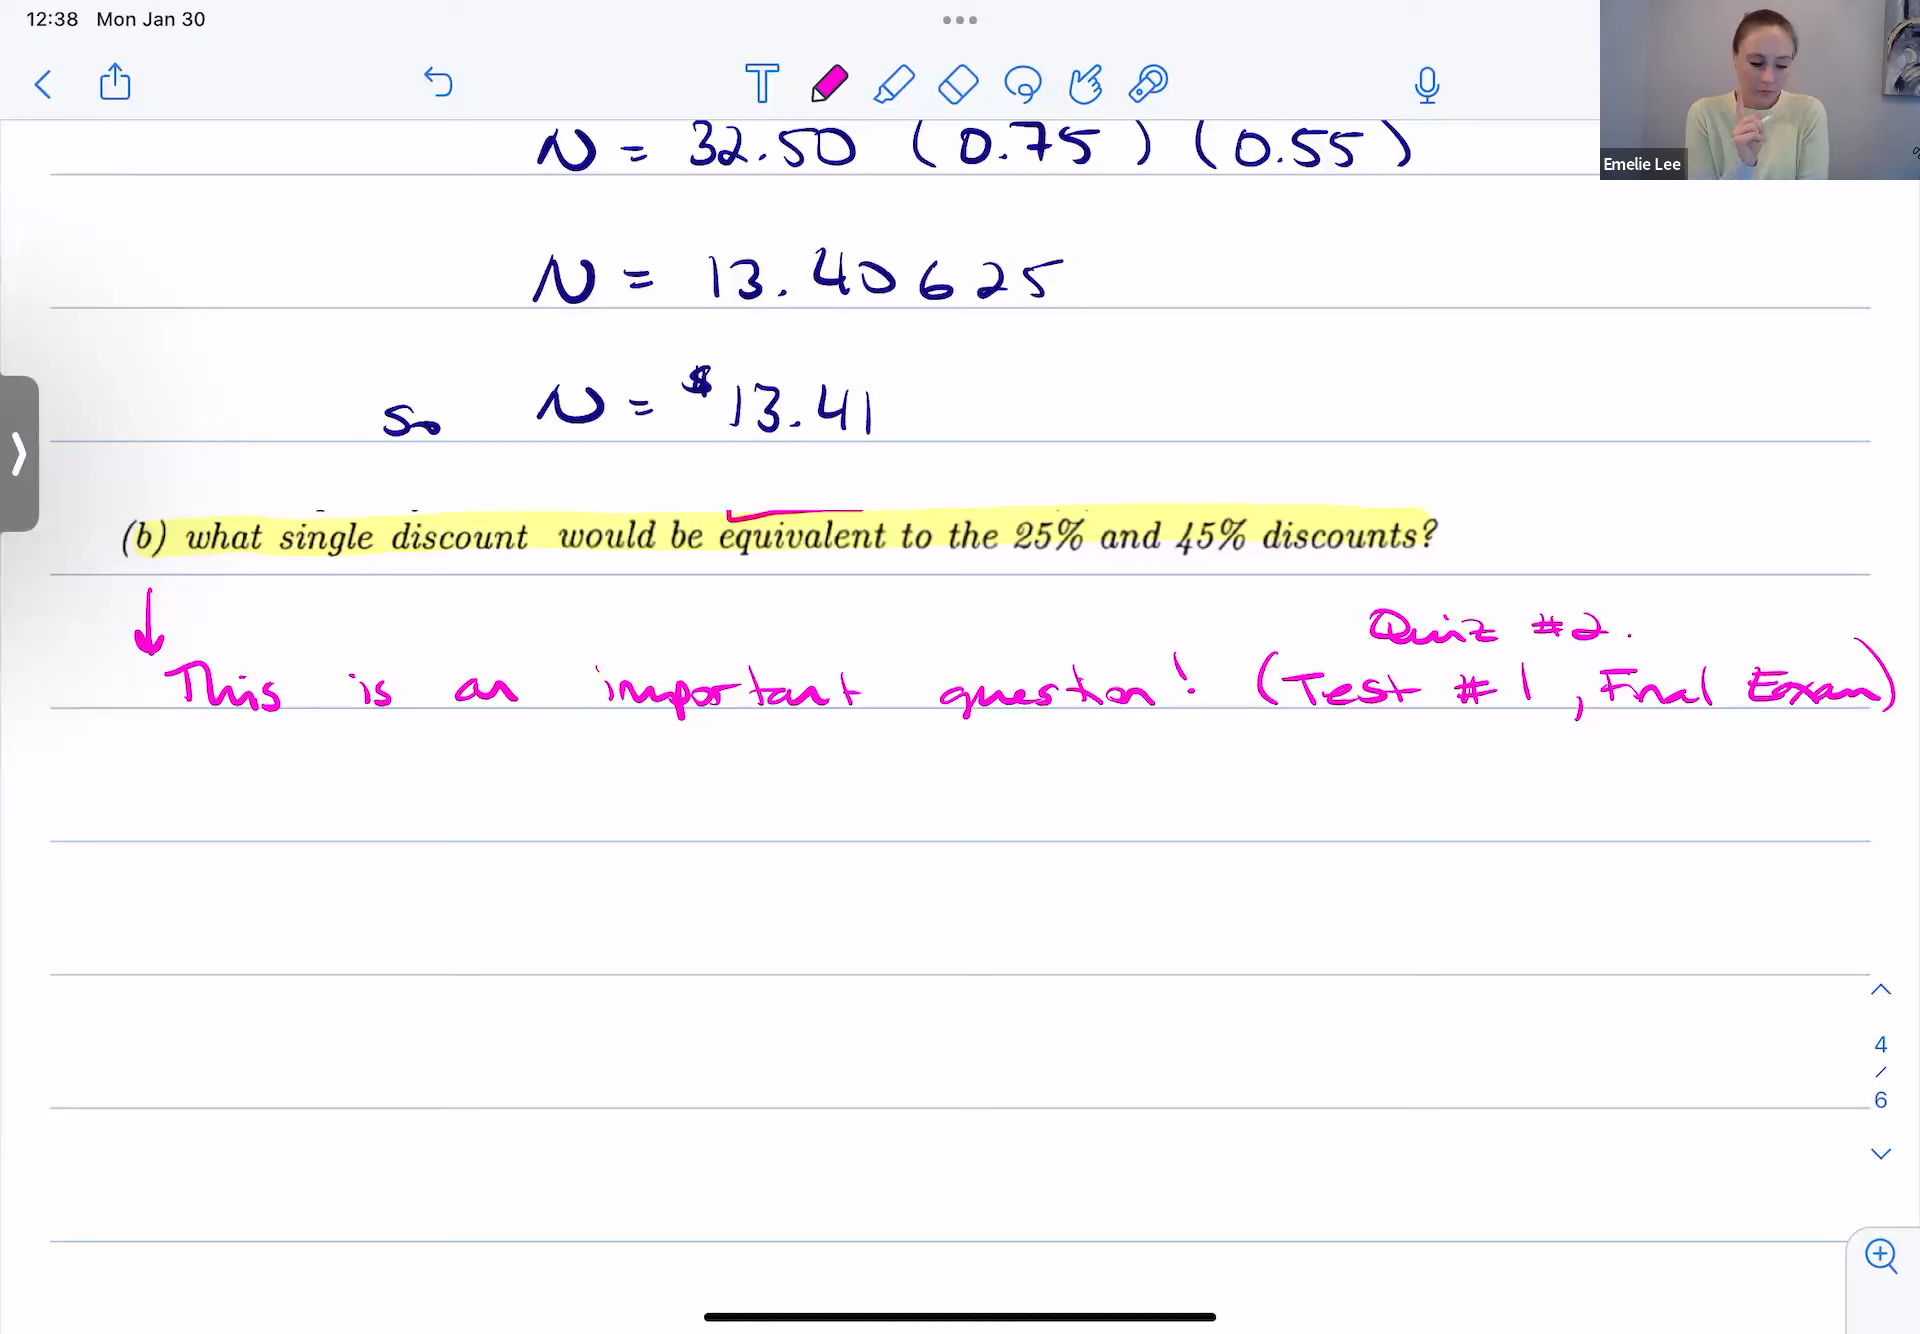 12:38 Mon Jan 30
Emelie Lee
N = 32.50 (0.75) (0.55)
N = 13.40625
So N = $13.41
(b) what single discount would be equivalent to the 25% and 45% discounts?
Quiz #2.
This is an important question! (Test #1, Final Exam)
4
/
6